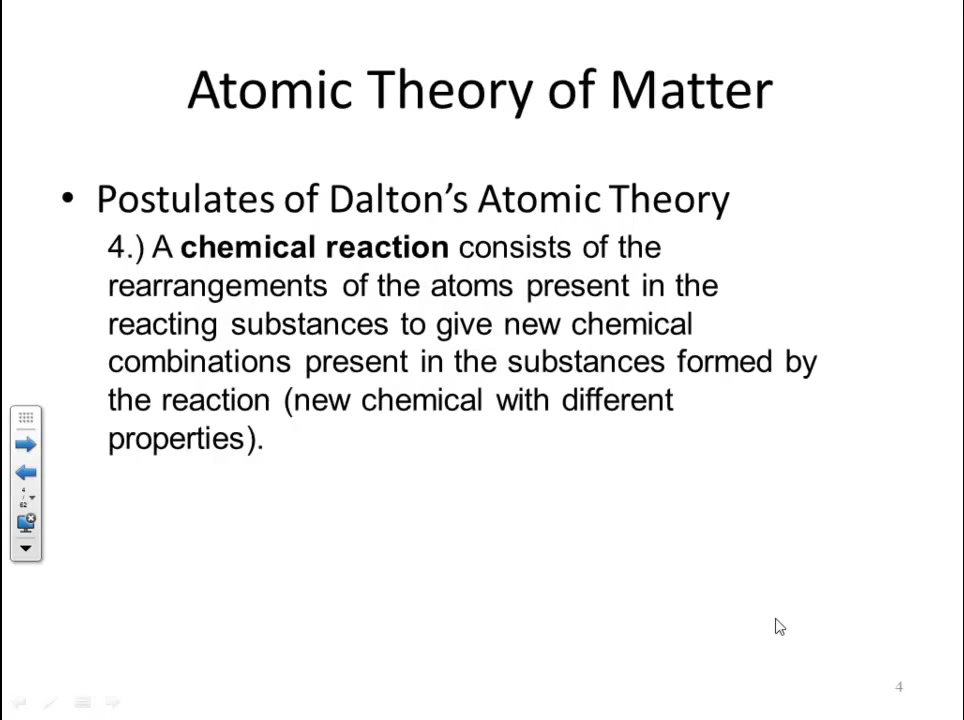 Atomic Theory of Matter
• Postulates of Dalton’s Atomic Theory
4.) A chemical reaction consists of the
rearrangements of the atoms present in the
reacting substances to give new chemical
combinations present in the substances formed by
the reaction (new chemical with different
properties).
4
/
62
4